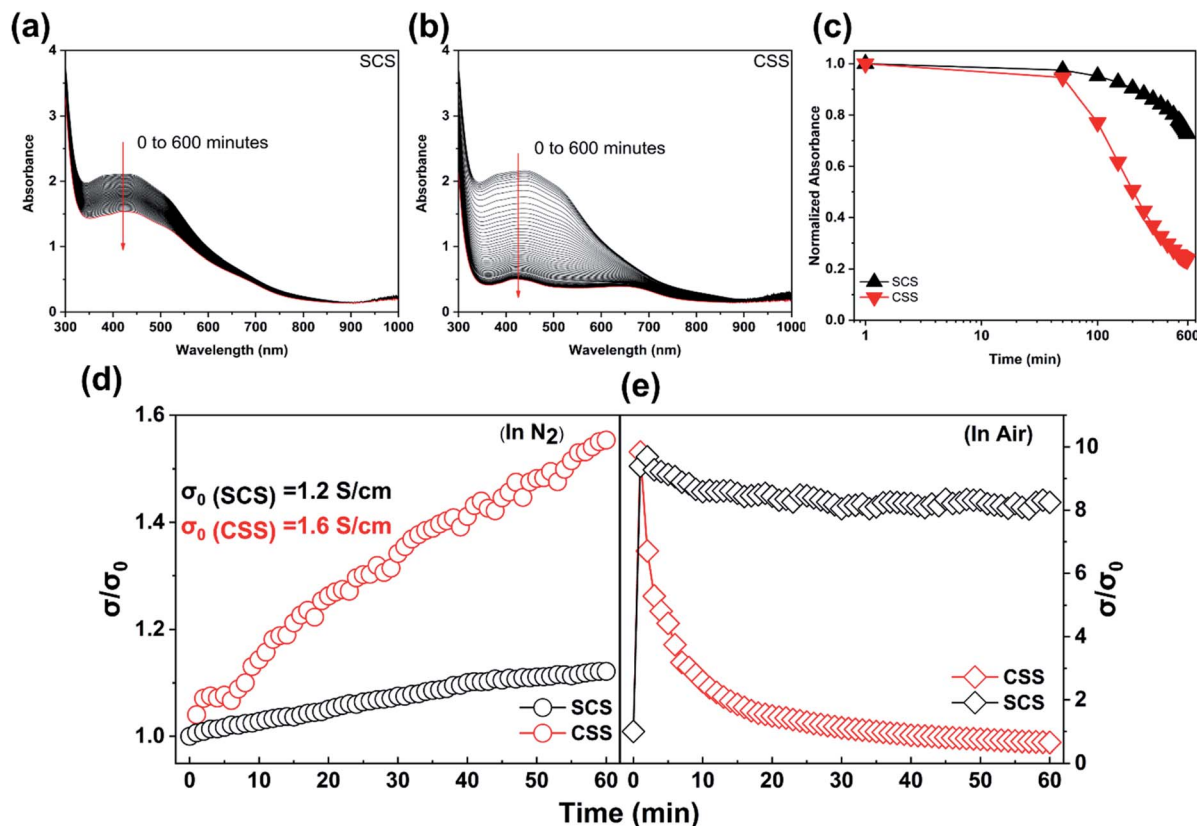 (a)
SCS
0 to 600 minutes
Absorbance
4
3
2
1
0
300 400 500 600 700 800 900 1000
Wavelength (nm)
(b)
CSS
0 to 600 minutes
Absorbance
4
3
2
1
0
300 400 500 600 700 800 900 1000
Wavelength (nm)
(c)
Normalized Absorbance
1.0
0.8
0.6
0.4
0.2
0.0
SCS
CSS
1 10 100 600
Time (min)
(d)
(In N2)
σ0 (SCS) =1.2 S/cm
σ0 (CSS) =1.6 S/cm
σ/σ0
1.6
1.4
1.2
1.0
SCS
CSS
0 10 20 30 40 50 60
(e)
(In Air)
10
8
6
4
2
0
σ/σ0
CSS
SCS
0 10 20 30 40 50 60
Time (min)